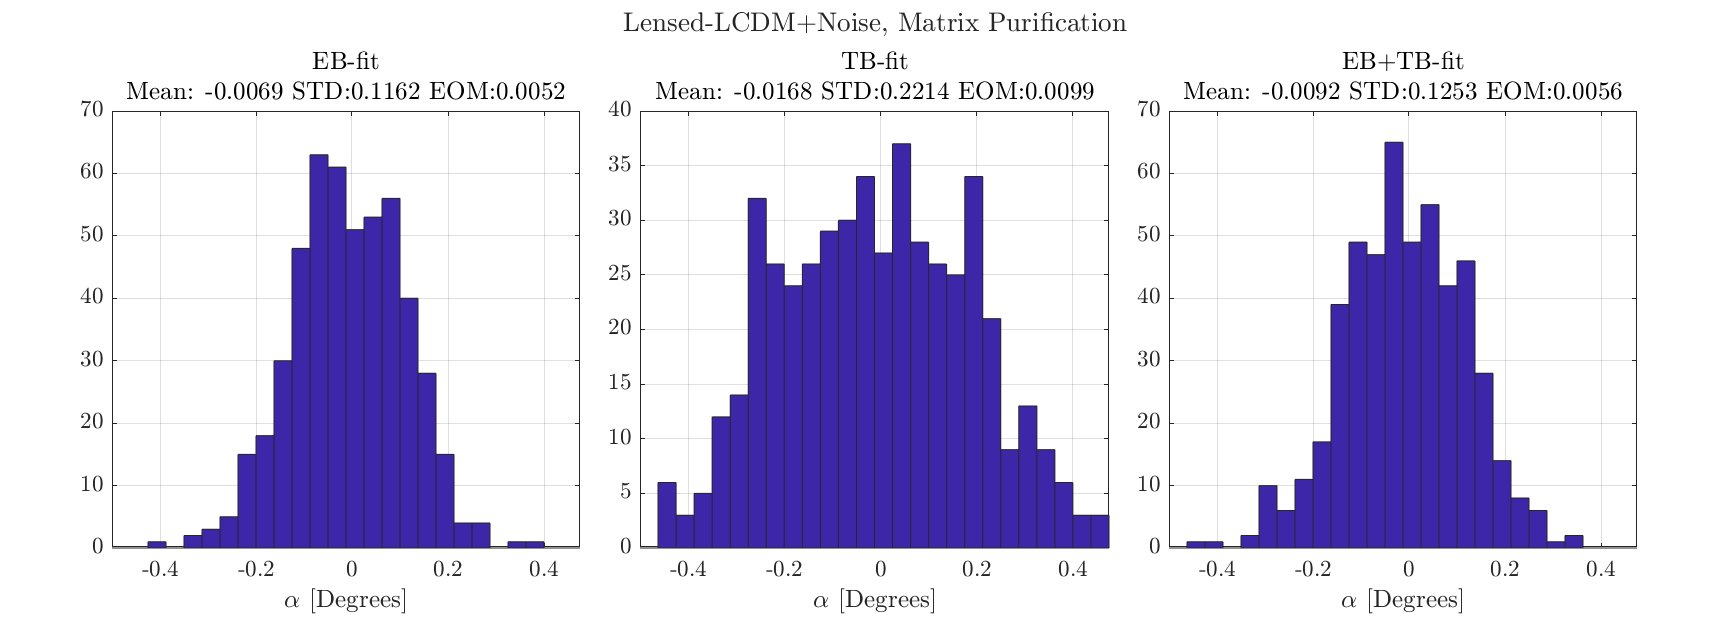 Lensed-LCDM+Noise, Matrix Purification
EB-fit
Mean: -0.0069 STD:0.1162 EOM:0.0052
70
60
50
40
30
20
10
0
-0.4 -0.2 0 0.2 0.4
α [Degrees]
TB-fit
Mean: -0.0168 STD:0.2214 EOM:0.0099
40
35
30
25
20
15
10
5
0
-0.4 -0.2 0 0.2 0.4
α [Degrees]
EB+TB-fit
Mean: -0.0092 STD:0.1253 EOM:0.0056
70
60
50
40
30
20
10
0
-0.4 -0.2 0 0.2 0.4
α [Degrees]